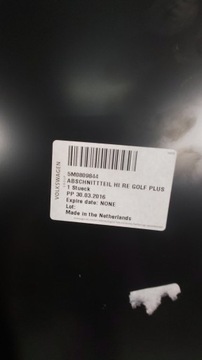 VOLKSWAGEN
5M0809844
ABSCHNITTTEIL HI RE GOLF PLUS
1 Stueck
PP 30.03.2016
Expire date: NONE
Lot:
Made in the Netherlands